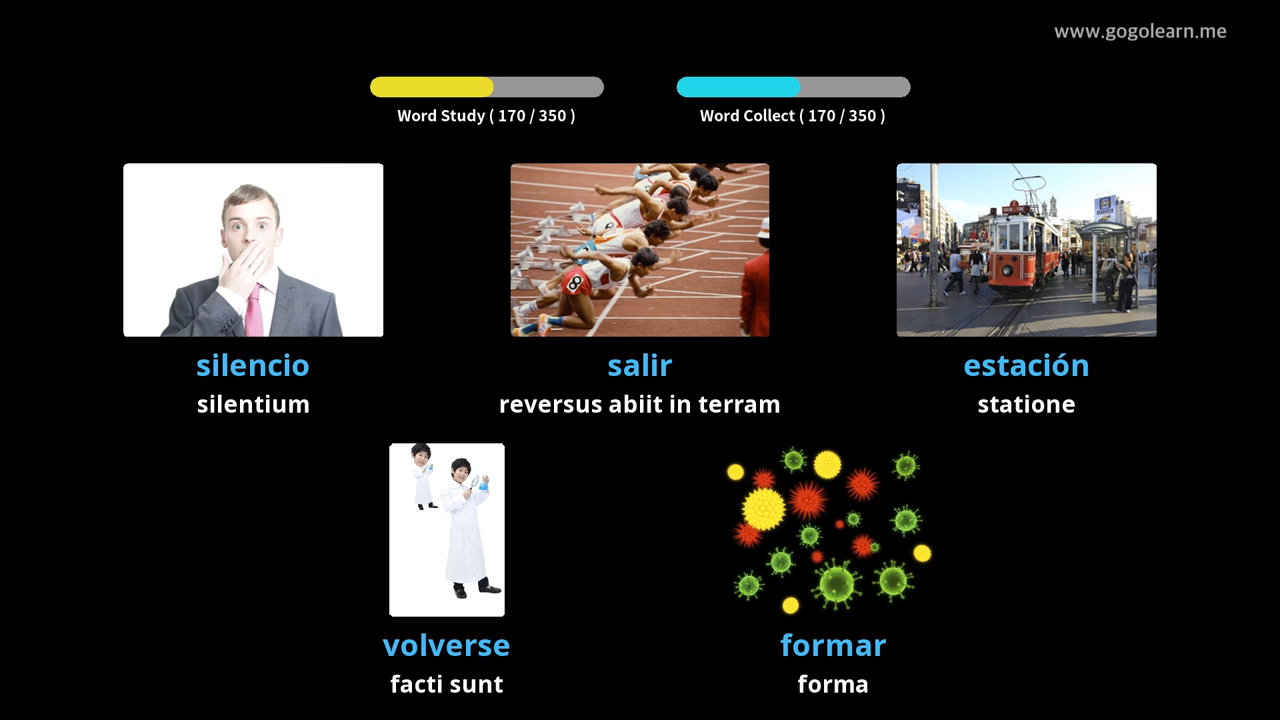 www.gogolearn.me
Word Study ( 170 / 350 )
Word Collect ( 170 / 350 )
silencio
silentium
salir
reversus abiit in terram
estación
statione
volverse
facti sunt
formar
forma